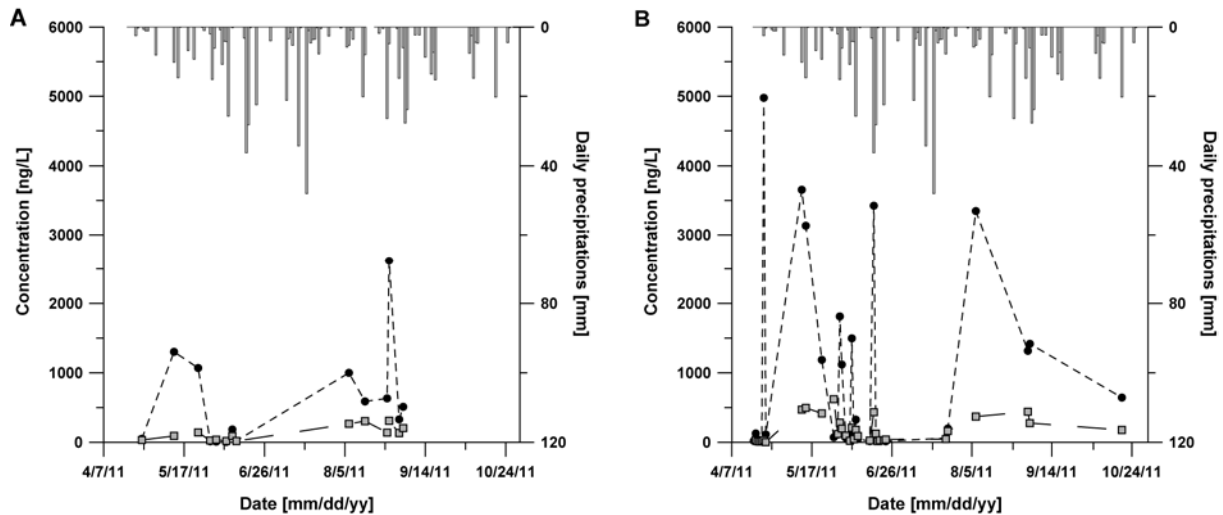 A
6000
5000
4000
3000
2000
1000
0
Concentration [ng/L]
0
40
80
120
Daily precipitations [mm]
4/7/11 5/17/11 6/26/11 8/5/11 9/14/11 10/24/11
Date [mm/dd/yy]
B
6000
5000
4000
3000
2000
1000
0
Concentration [ng/L]
0
40
80
120
Daily precipitations [mm]
4/7/11 5/17/11 6/26/11 8/5/11 9/14/11 10/24/11
Date [mm/dd/yy]